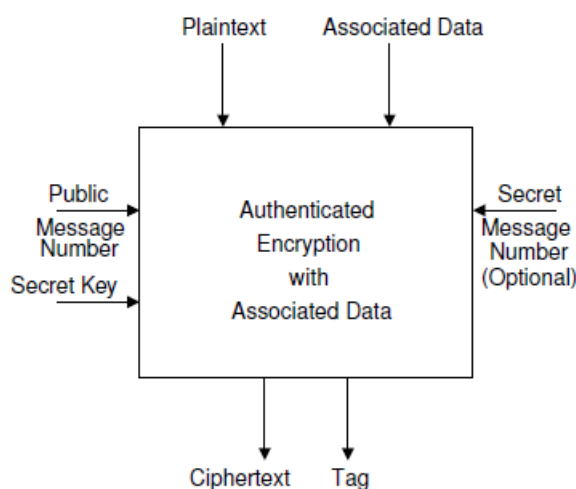 Plaintext
Associated Data
Public
Message
Number
Secret Key
Authenticated
Encryption
with
Associated Data
Secret
Message
Number
(Optional)
Ciphertext
Tag